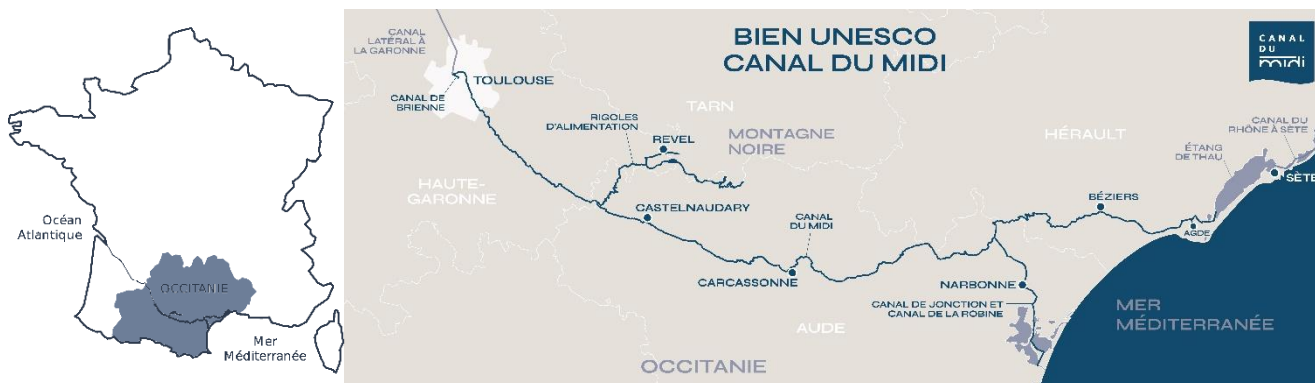 Océan
Atlantique
OCCITANIE
Mer
Méditerranée
BIEN UNESCO
CANAL DU MIDI
CANAL
DU
midi
CANAL
LATÉRAL À
LA GARONNE
TOULOUSE
CANAL DE
BRIENNE
TARN
RIGOLES
D'ALIMENTATION
REVEL
MONTAGNE
NOIRE
HÉRAULT
CANAL DU
RHÔNE À SÈTE
ÉTANG
DE THAU
SÈTE
HAUTE-
GARONNE
CASTELNAUDARY
CANAL
DU MIDI
BÉZIERS
AGDE
CARCASSONNE
NARBONNE
CANAL DE JONCTION ET
CANAL DE LA ROBINE
AUDE
MER
MÉDITERRANÉE
OCCITANIE